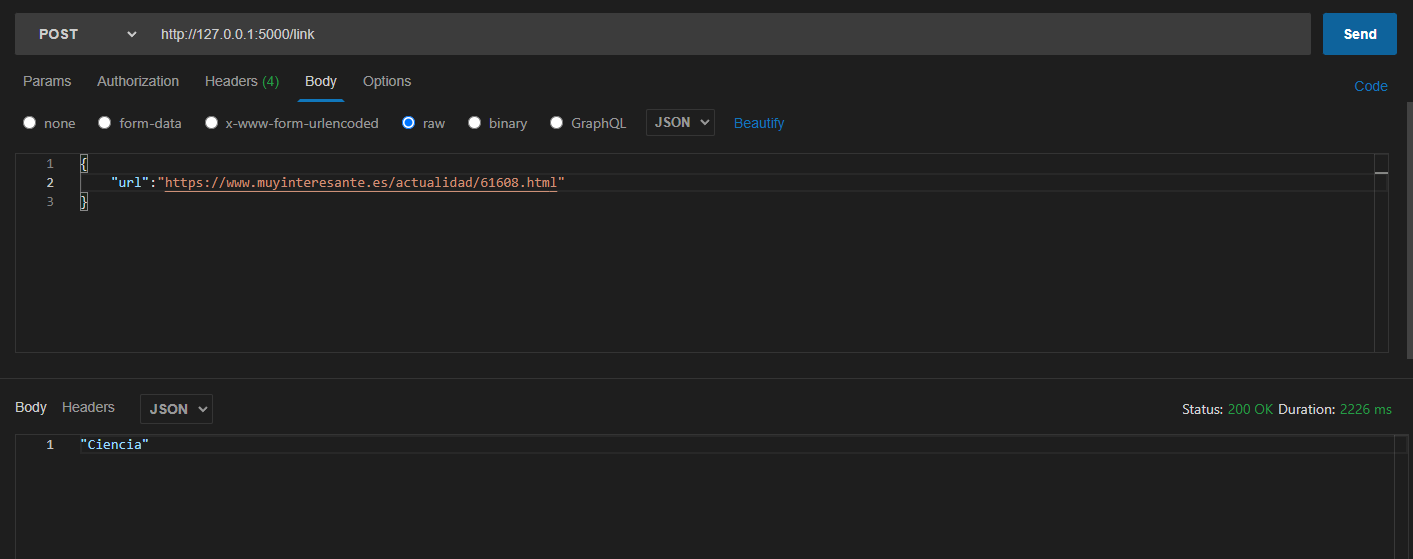 POST http://127.0.0.1:5000/link Send
Params Authorization Headers (4) Body Options Code
none form-data x-www-form-urlencoded raw binary GraphQL JSON Beautify
1 {
2 "url":"https://www.muyinteresante.es/actualidad/61608.html"
3 }
Body Headers JSON Status: 200 OK Duration: 2226 ms
1 "Ciencia"